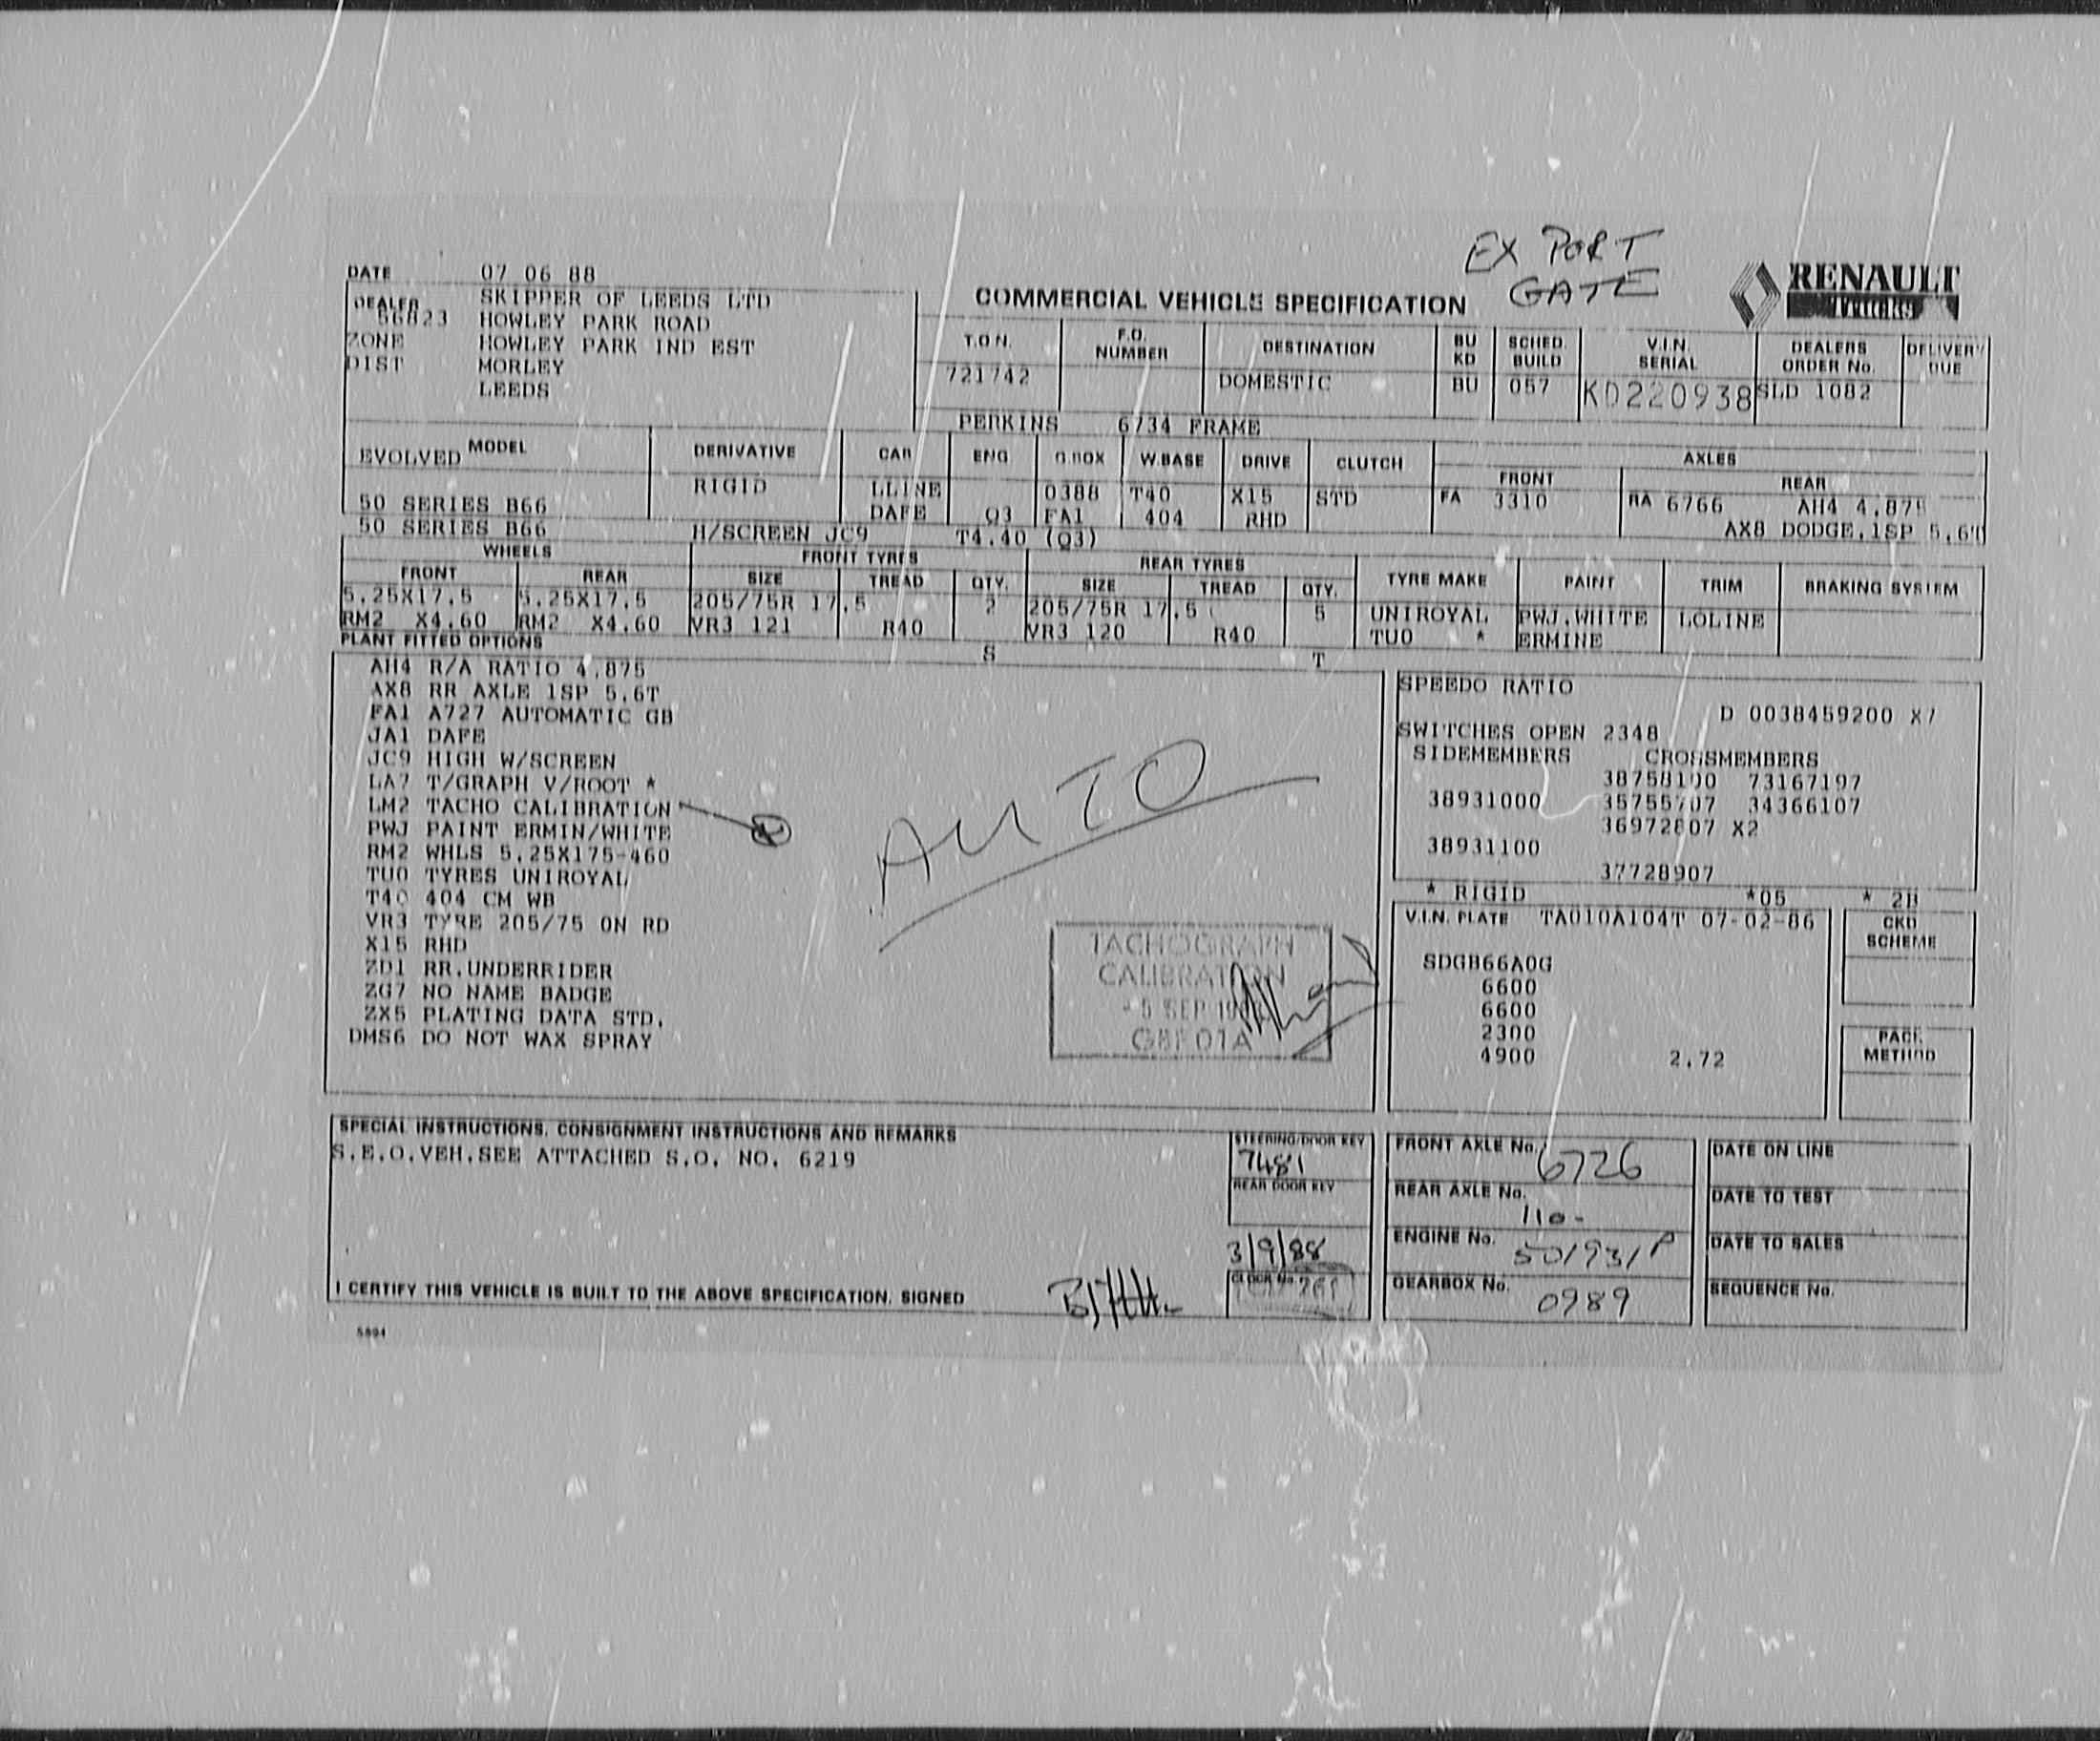 EX PORT
GATE
DATE 07 06 88
RENAULT
Trucks
DEALER SKIPPER OF LEEDS LTD
56823 HOWLEY PARK ROAD
COMMERCIAL VEHICLE SPECIFICATION
ZONE HOWLEY PARK IND EST
DIST MORLEY
LEEDS
T.O.N. F.O. NUMBER DESTINATION BU KD SCHED. BUILD V.I.N. SERIAL DEALERS ORDER No. DELIVERY DUE
721742 DOMESTIC BU 057 KD220938 SLD 1082
PERKINS 6734 FRAME
MODEL DERIVATIVE CAB ENG G.BOX W.BASE DRIVE CLUTCH AXLES
EVOLVED FRONT REAR
RIGID LLINE 0388 T40 X15 STD FA 3310 RA 6766 AH4 4.875
50 SERIES B66 DAFE Q3 FA1 404 RHD AX8 DODGE,1SP 5.6T
50 SERIES B66 H/SCREEN JC9 T4.40 (Q3)
WHEELS FRONT TYRES REAR TYRES
FRONT REAR SIZE TREAD QTY. SIZE TREAD QTY. TYRE MAKE PAINT TRIM BRAKING SYSTEM
5.25X17.5 5.25X17.5 205/75R 17.5 2 205/75R 17.5 5 UNIROYAL PWJ.WHITE LOLINE
RM2 X4.60 RM2 X4.60 VR3 121 R40 VR3 120 R40 TU0 * ERMINE
PLANT FITTED OPTIONS S T
AH4 R/A RATIO 4.875
AX8 RR AXLE 1SP 5.6T
FA1 A727 AUTOMATIC GB
JA1 DAFE
JC9 HIGH W/SCREEN
LA7 T/GRAPH V/ROOT *
LM2 TACHO CALIBRATION
PWJ PAINT ERMIN/WHITE
RM2 WHLS 5.25X175-460
TU0 TYRES UNIROYAL
T40 404 CM WB
VR3 TYRE 205/75 ON RD
X15 RHD
ZD1 RR.UNDERRIDER
ZG7 NO NAME BADGE
ZX5 PLATING DATA STD.
DMS6 DO NOT WAX SPRAY
AUTO
TACHOGRAPH
CALIBRATION
- 5 SEP
SPEEDO RATIO
D 0038459200 X7
SWITCHES OPEN 2348
SIDEMEMBERS CROSSMEMBERS
38758100 73167197
38931000 35755707 34366107
36972807 X2
38931100
37728907
* RIGID *05 * 2B
V.I.N. PLATE TA010A104T 07-02-86
SDGB66A0G
6600
6600
2300
4900 2.72
CKD
SCHEME
PACK
METHOD
SPECIAL INSTRUCTIONS, CONSIGNMENT INSTRUCTIONS AND REMARKS
S.E.O.VEH.SEE ATTACHED S.O. NO. 6219
STEERING/DOOR KEY
7481
REAR DOOR KEY
3/9/88
CLOCK No.
FRONT AXLE No. 6726
REAR AXLE No. 110-
ENGINE No. 501931P
GEARBOX No. 0989
DATE ON LINE
DATE TO TEST
DATE TO SALES
SEQUENCE No.
I CERTIFY THIS VEHICLE IS BUILT TO THE ABOVE SPECIFICATION. SIGNED
5804